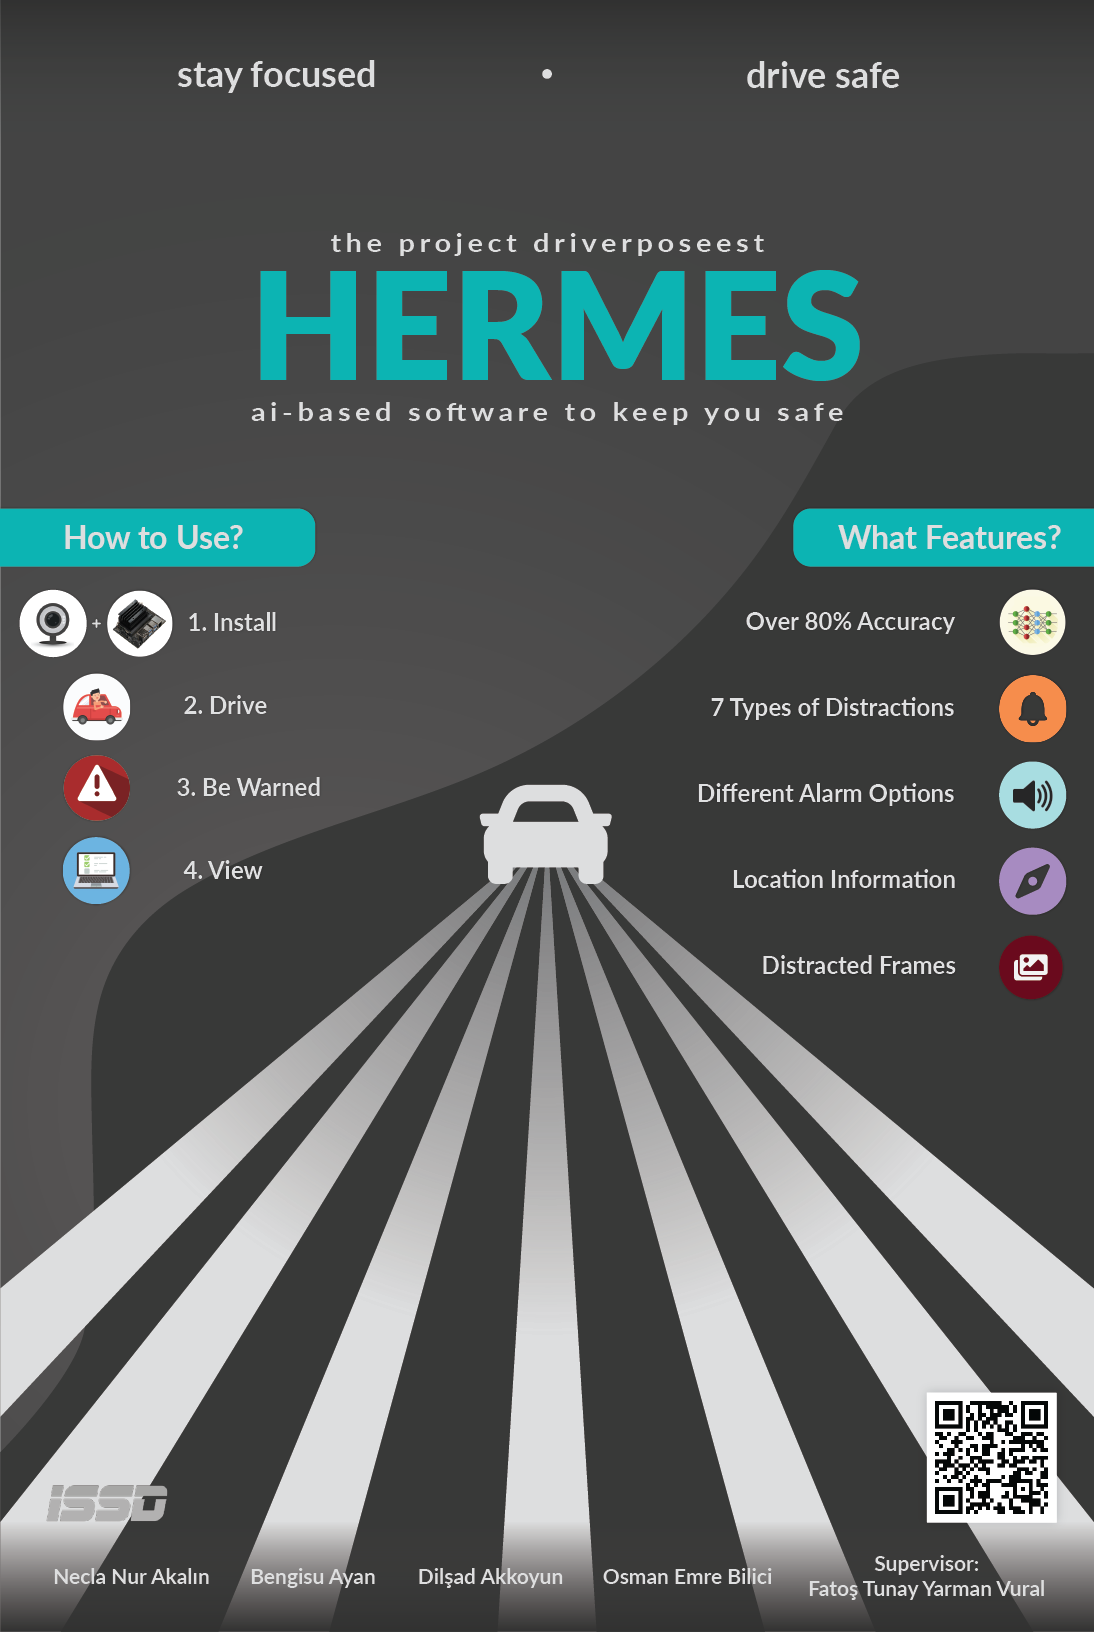 stay focused • drive safe
the project driverposeest
HERMES
ai-based software to keep you safe
How to Use?
+ 1. Install
2. Drive
3. Be Warned
4. View
What Features?
Over 80% Accuracy
7 Types of Distractions
Different Alarm Options
Location Information
Distracted Frames
ISSD
Necla Nur Akalın
Bengisu Ayan
Dilşad Akkoyun
Osman Emre Bilici
Supervisor:
Fatoş Tunay Yarman Vural